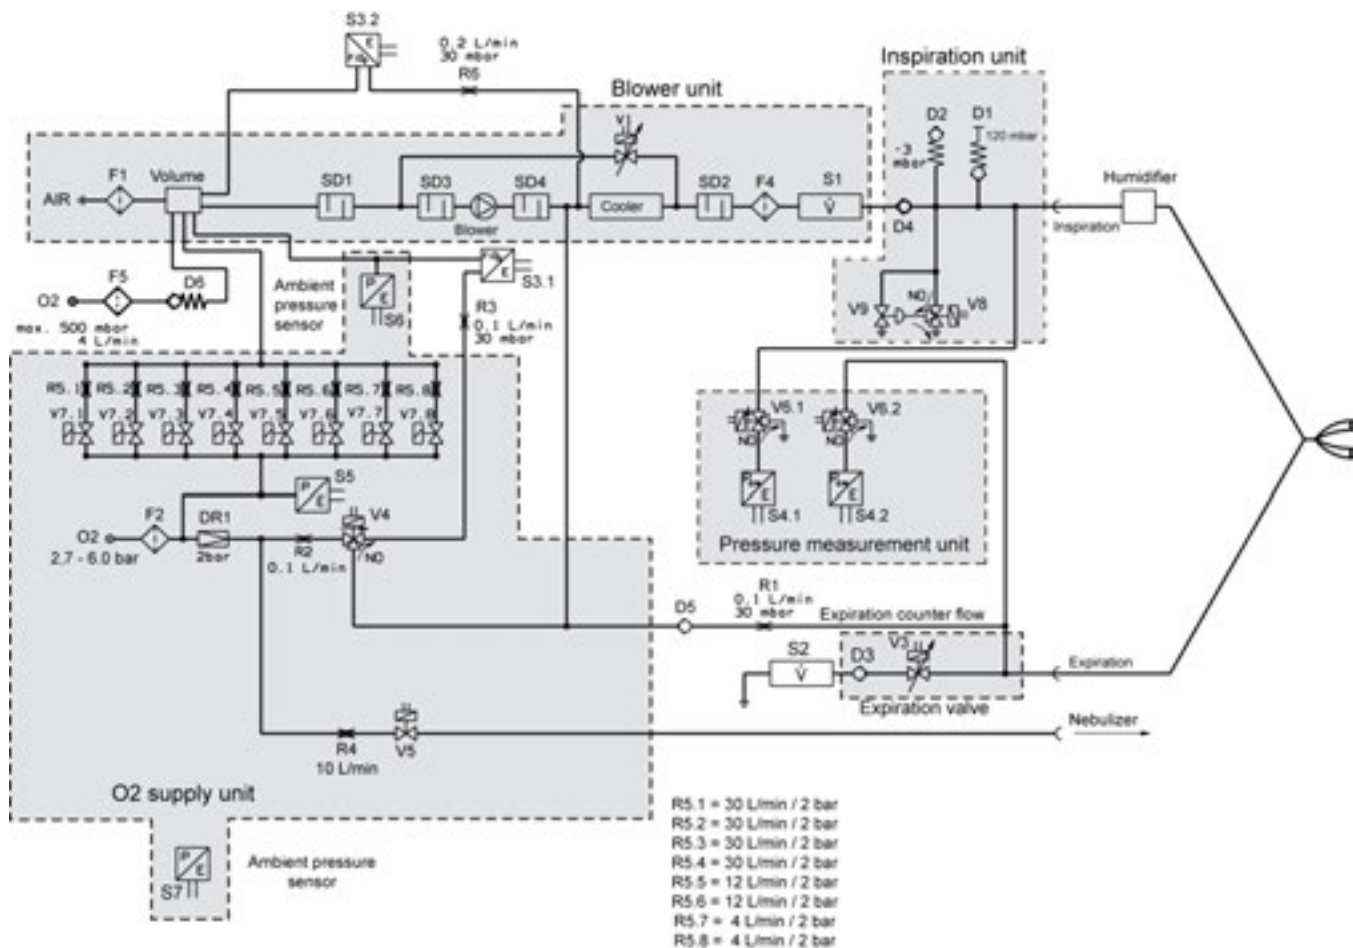 S3.2
0.2 L/min
30 mbar
R6
Inspiration unit
Blower unit
D2
D1
120 mbar
-3
mbar
F1
Volume
AIR
SD1
SD3
Blower
SD4
Cooler
SD2
F4
S1
V
D4
Humidifier
Inspiration
F5
D6
O2
max. 500 mbar
4 L/min
Ambient
pressure
sensor
P
E
S6
E
S3.1
R3
0.1 L/min
30 mbar
V9
NO
V8
R5.1
R5.2
R5.3
R5.4
R5.5
R5.6
R5.7
R5.8
V7.1
V7.2
V7.3
V7.4
V7.5
V7.6
V7.7
V7.8
V6.1
NO
V6.2
NO
E
S4.1
E
S4.2
Pressure measurement unit
P
E
S5
F2
DR1
V4
O2
2,7 - 6.0 bar
2bar
R2
0.1 L/min
NO
D5
R1
0.1 L/min
30 mbar
Expiration counter flow
S2
V
D3
V3
Expiration
Expiration valve
Nebulizer
R4
10 L/min
V5
O2 supply unit
P
E
S7
Ambient pressure
sensor
R5.1 = 30 L/min / 2 bar
R5.2 = 30 L/min / 2 bar
R5.3 = 30 L/min / 2 bar
R5.4 = 30 L/min / 2 bar
R5.5 = 12 L/min / 2 bar
R5.6 = 12 L/min / 2 bar
R5.7 = 4 L/min / 2 bar
R5.8 = 4 L/min / 2 bar